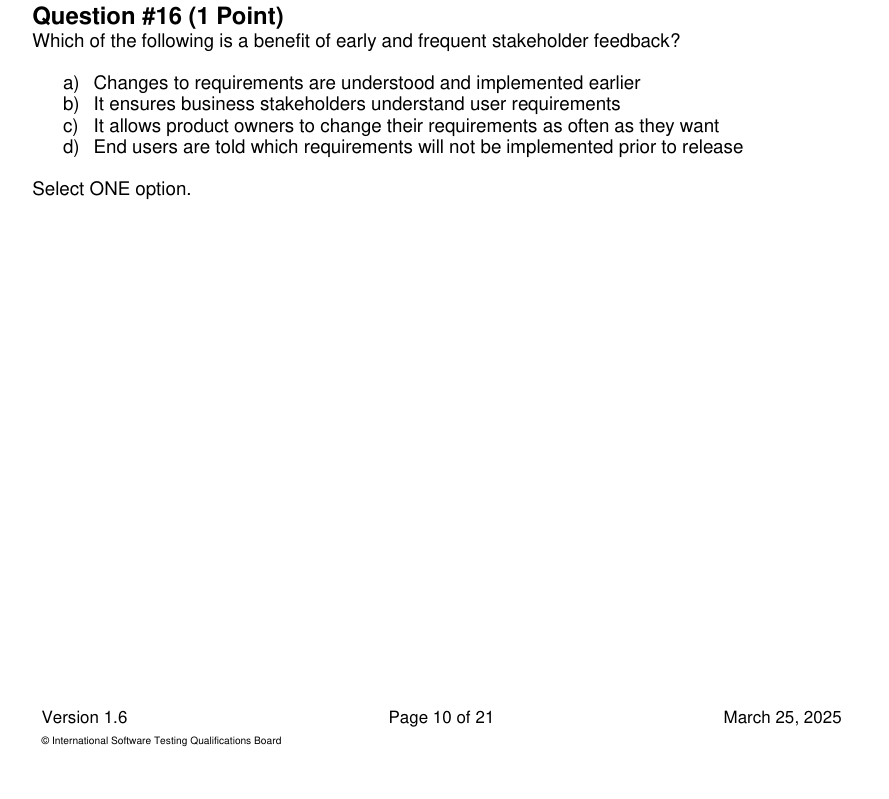 Question #16 (1 Point)
Which of the following is a benefit of early and frequent stakeholder feedback?
a) Changes to requirements are understood and implemented earlier
b) It ensures business stakeholders understand user requirements
c) It allows product owners to change their requirements as often as they want
d) End users are told which requirements will not be implemented prior to release
Select ONE option.
Version 1.6 Page 10 of 21 March 25, 2025
© International Software Testing Qualifications Board